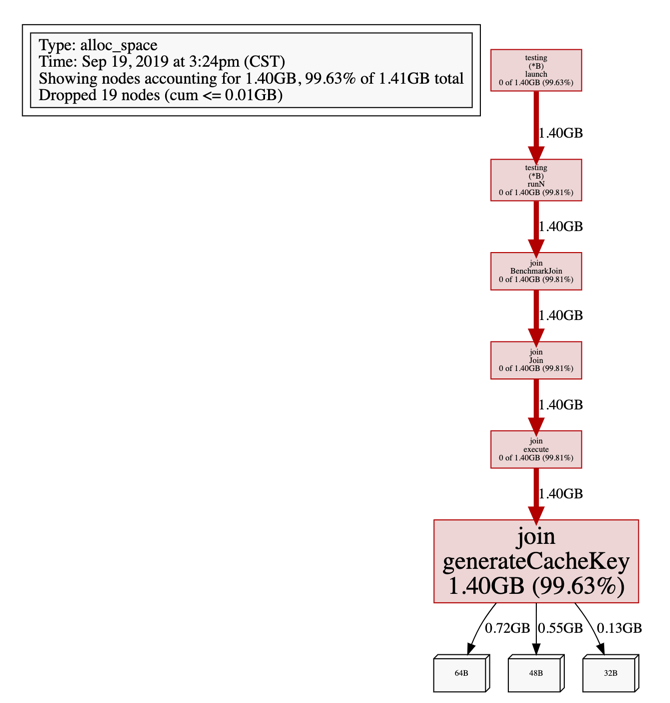 Type: alloc_space
Time: Sep 19, 2019 at 3:24pm (CST)
Showing nodes accounting for 1.40GB, 99.63% of 1.41GB total
Dropped 19 nodes (cum <= 0.01GB)
testing
(*B)
launch
0 of 1.40GB (99.63%)
1.40GB
testing
(*B)
runN
0 of 1.40GB (99.81%)
1.40GB
join
BenchmarkJoin
0 of 1.40GB (99.81%)
1.40GB
join
Join
0 of 1.40GB (99.81%)
1.40GB
join
execute
0 of 1.40GB (99.81%)
1.40GB
join
generateCacheKey
1.40GB (99.63%)
0.72GB 0.55GB 0.13GB
64B 48B 32B